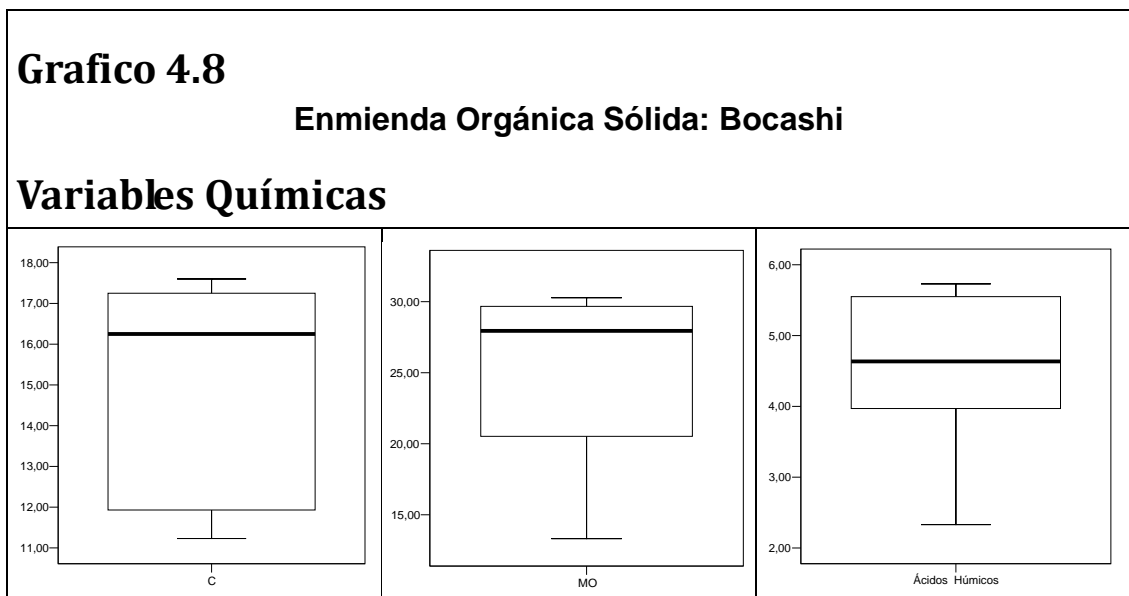 Grafico 4.8
Enmienda Orgánica Sólida: Bocashi
Variables Químicas
18,00
17,00
16,00
15,00
14,00
13,00
12,00
11,00
C
30,00
25,00
20,00
15,00
MO
6,00
5,00
4,00
3,00
2,00
Ácidos Húmicos